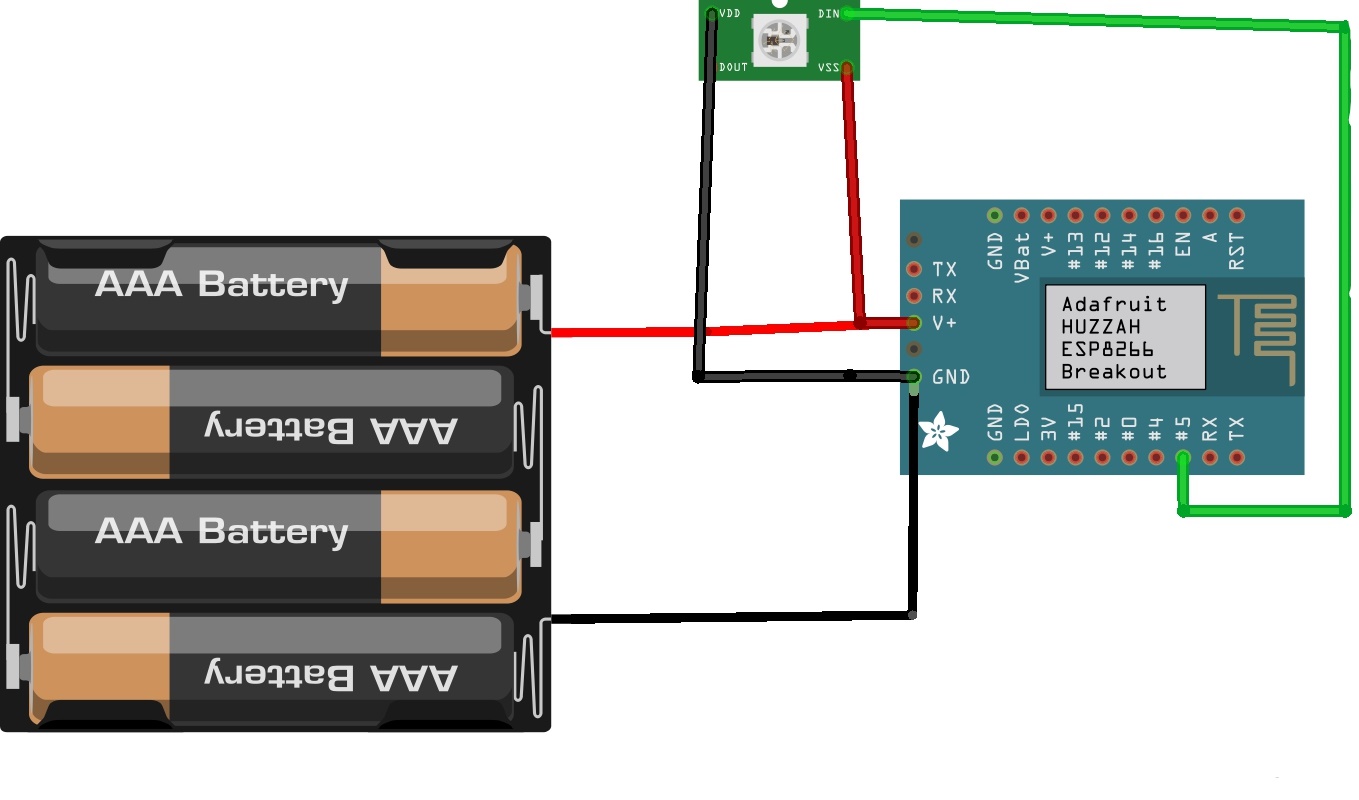 VDD
DIN
DOUT
VSS
AAA Battery
AAA Battery
AAA Battery
AAA Battery
GND
VBat
V+
#13
#12
#14
#16
EN
A
RST
TX
RX
V+
GND
Adafruit
HUZZAH
ESP8266
Breakout
GND
LDO
3V
#15
#2
#0
#4
#5
RX
TX